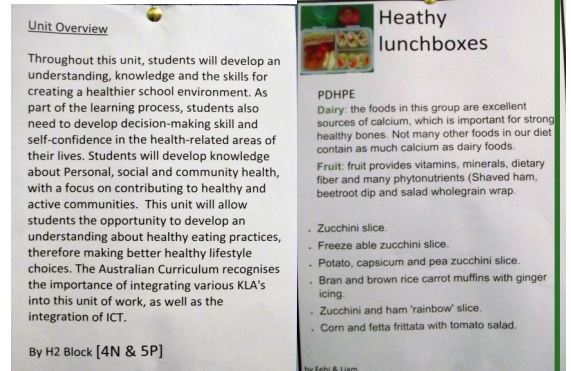 Unit Overview
Throughout this unit, students will develop an
understanding, knowledge and the skills for
creating a healthier school environment. As
part of the learning process, students also
need to develop decision-making skill and
self-confidence in the health-related areas of
their lives. Students will develop knowledge
about Personal, social and community health,
with a focus on contributing to healthy and
active communities. This unit will allow
students the opportunity to develop an
understanding about healthy eating practices,
therefore making better healthy lifestyle
choices. The Australian Curriculum recognises
the importance of integrating various KLA's
into this unit of work, as well as the
integration of ICT.
By H2 Block [4N & 5P]
Heathy
lunchboxes
PDHPE
Dairy: the foods in this group are excellent
sources of calcium, which is important for strong
healthy bones. Not many other foods in our diet
contain as much calcium as dairy foods.
Fruit: fruit provides vitamins, minerals, dietary
fiber and many phytonutrients (Shaved ham,
beetroot dip and salad wholegrain wrap.
. Zucchini slice.
. Freeze able zucchini slice.
. Potato, capsicum and pea zucchini slice.
. Bran and brown rice carrot muffins with ginger
icing.
. Zucchini and ham 'rainbow' slice.
. Corn and fetta frittata with tomato salad.
by & Liam